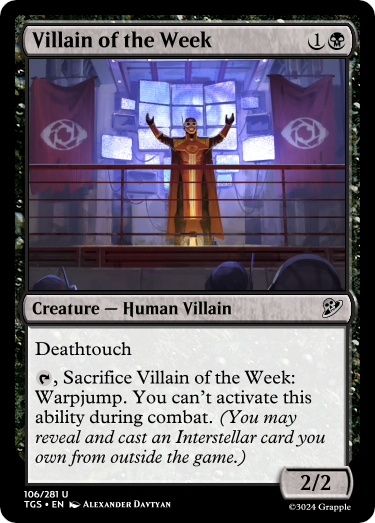 Villain of the Week 1
Creature — Human Villain
Deathtouch
, Sacrifice Villain of the Week:
Warpjump. You can't activate this
ability during combat. (You may
reveal and cast an Interstellar card you
own from outside the game.)
2/2
106/281 U
TGS • EN Alexander Davtyan
©3024 Grapple